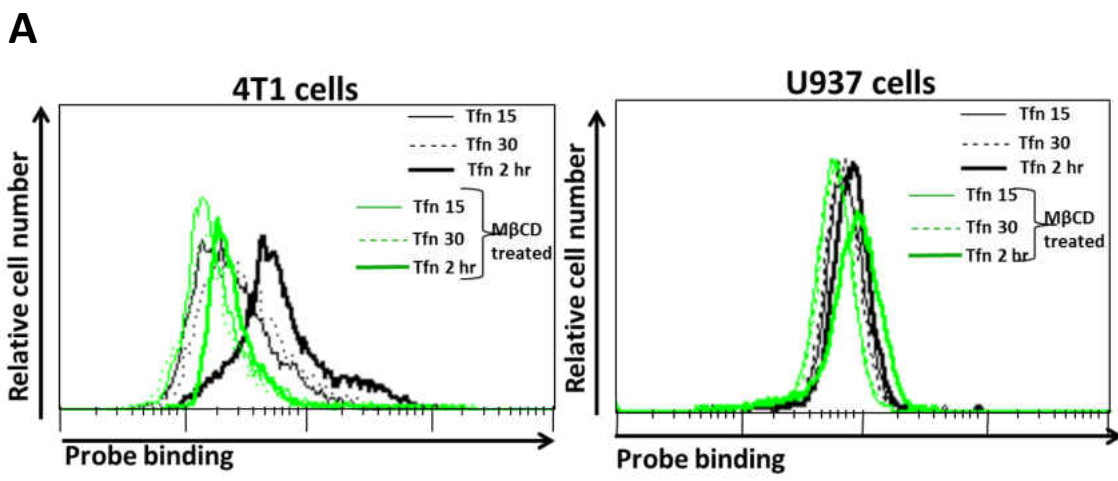 A
4T1 cells
Relative cell number
Tfn 15
Tfn 30
Tfn 2 hr
Tfn 15
Tfn 30
Tfn 2 hr
MβCD
treated
Probe binding
U937 cells
Relative cell number
Tfn 15
Tfn 30
Tfn 2 hr
Tfn 15
Tfn 30
Tfn 2 hr
MβCD
treated
Probe binding